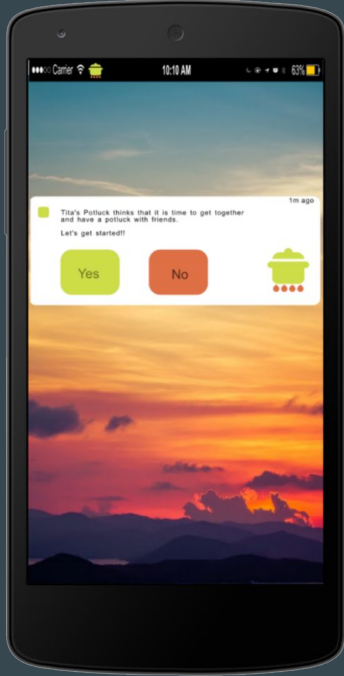 Carrier 10:10 AM 63%
1m ago
Tita's Potluck thinks that it is time to get together
and have a potluck with friends.
Let's get started!!
Yes No